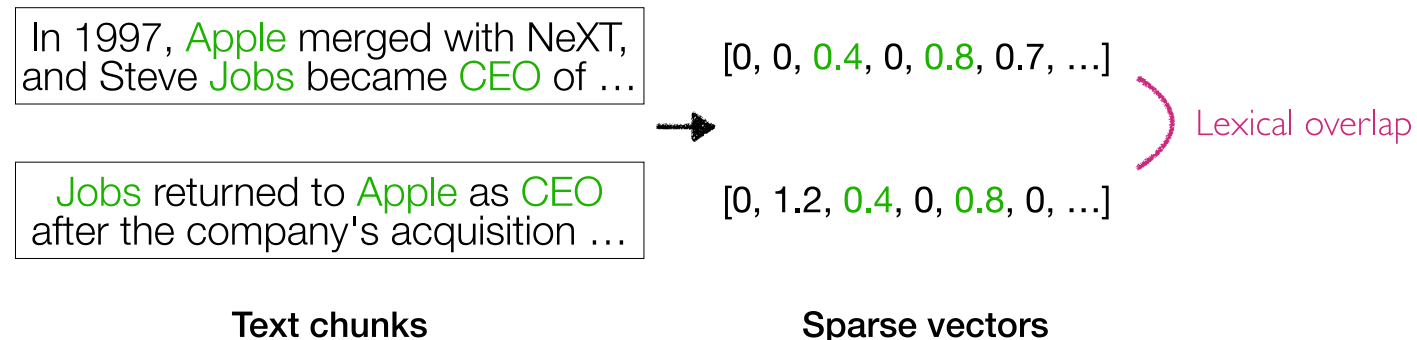 In 1997, Apple merged with NeXT,
and Steve Jobs became CEO of …
[0, 0, 0.4, 0, 0.8, 0.7, …]
Lexical overlap
Jobs returned to Apple as CEO
after the company's acquisition …
[0, 1.2, 0.4, 0, 0.8, 0, …]
Text chunks
Sparse vectors